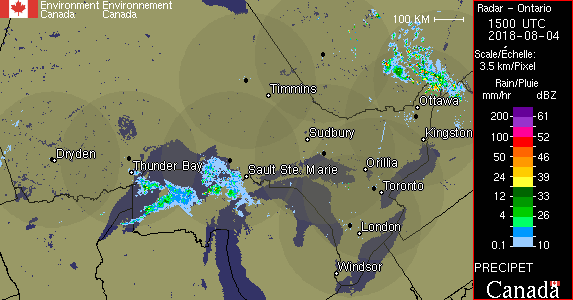 Environment Environnement
Canada Canada
100 KM
Radar - Ontario
1500 UTC
2018-08-04
Scale/Échelle:
3.5 km/Pixel
Rain/Pluie
mm/hr dBZ
200 61
100 52
50 46
24 39
12 33
4 26
0.1 10
PRECIPET
Canada
Timmins
Ottawa
Sudbury
Kingston
Dryden
Thunder Bay
Sault Ste. Marie
Orillia
Toronto
London
Windsor